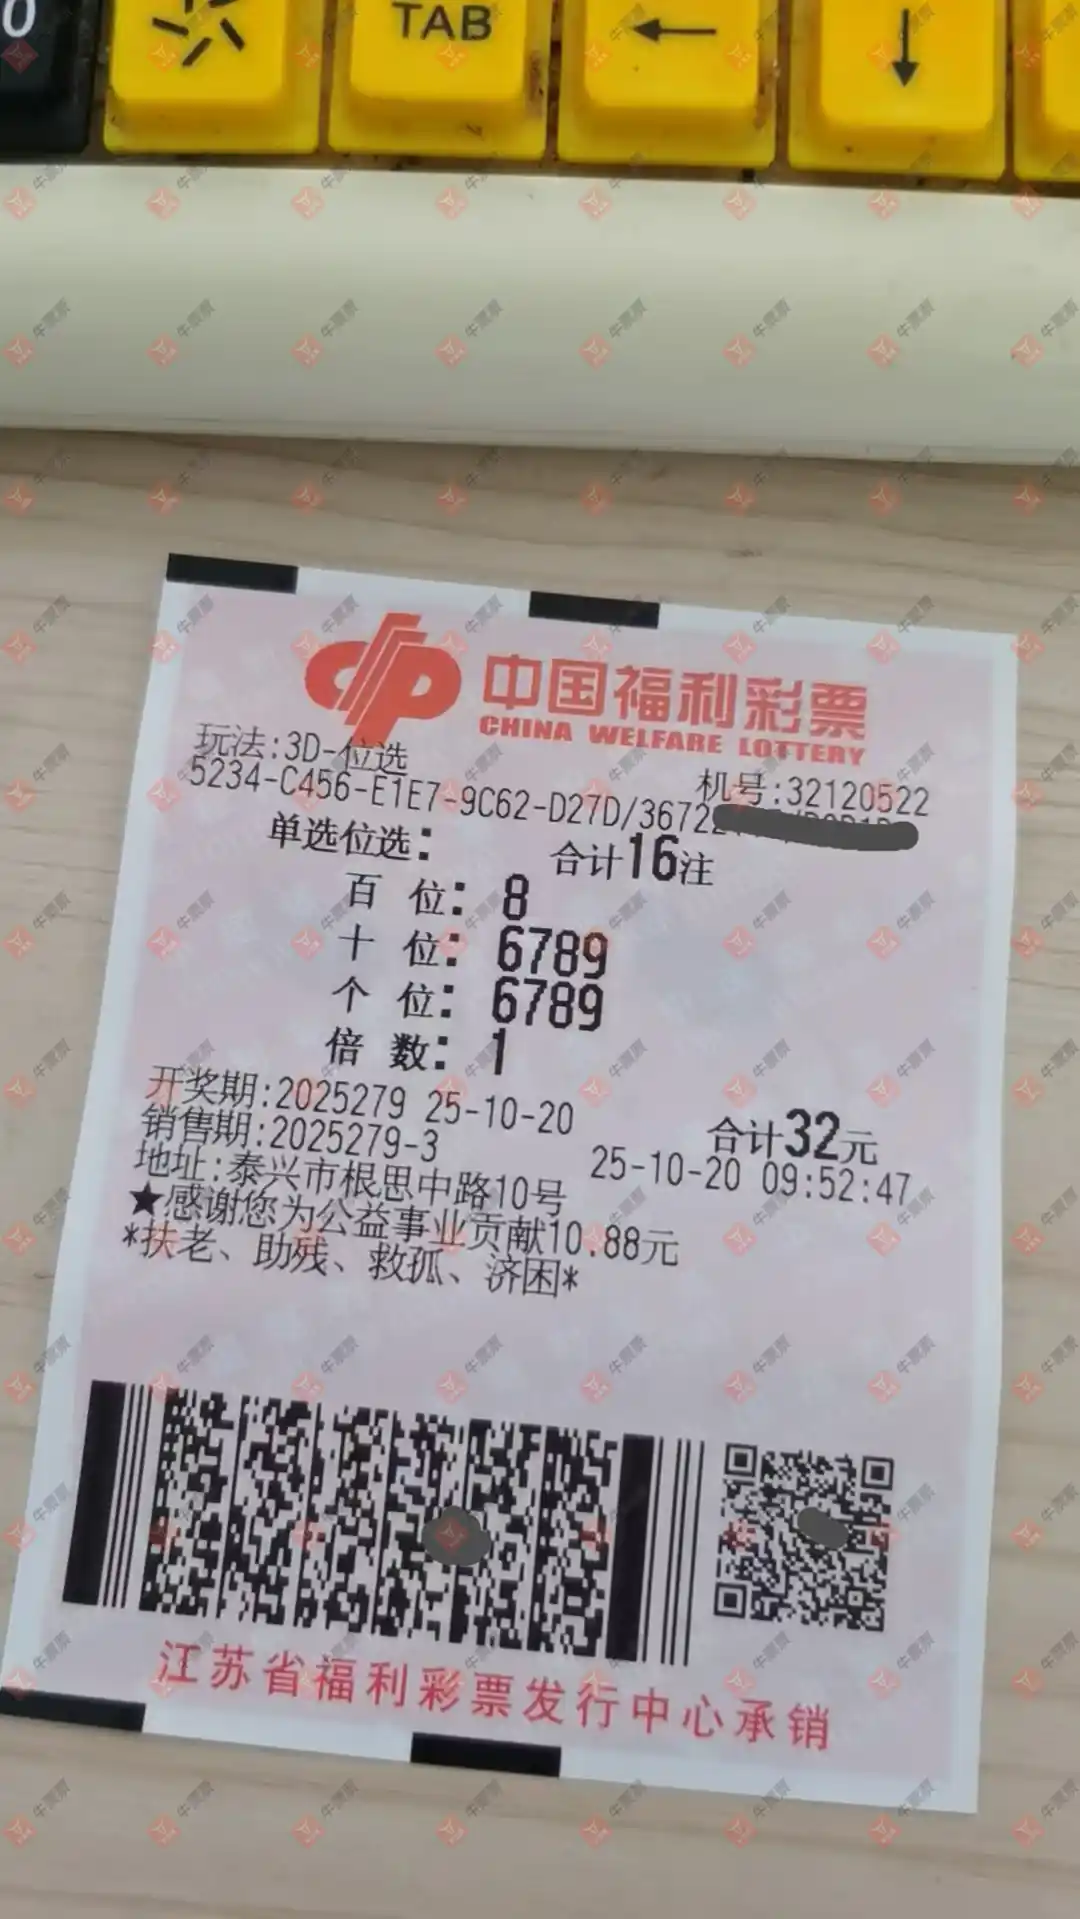 0
TAB
中国福利彩票
CHINA WELFARE LOTTERY
玩法:3D-位选
机号:32120522
5234-C456-E1E7-9C62-D27D/3672
单选位选: 合计16注
百 位: 8
十 位: 6789
个 位: 6789
倍 数: 1
开奖期:2025279 25-10-20 合计32元
销售期:2025279-3 25-10-20 09:52:47
地址:泰兴市根思中路10号
★感谢您为公益事业贡献10.88元
*扶老、助残、救孤、济困*
江苏省福利彩票发行中心承销
牛票票